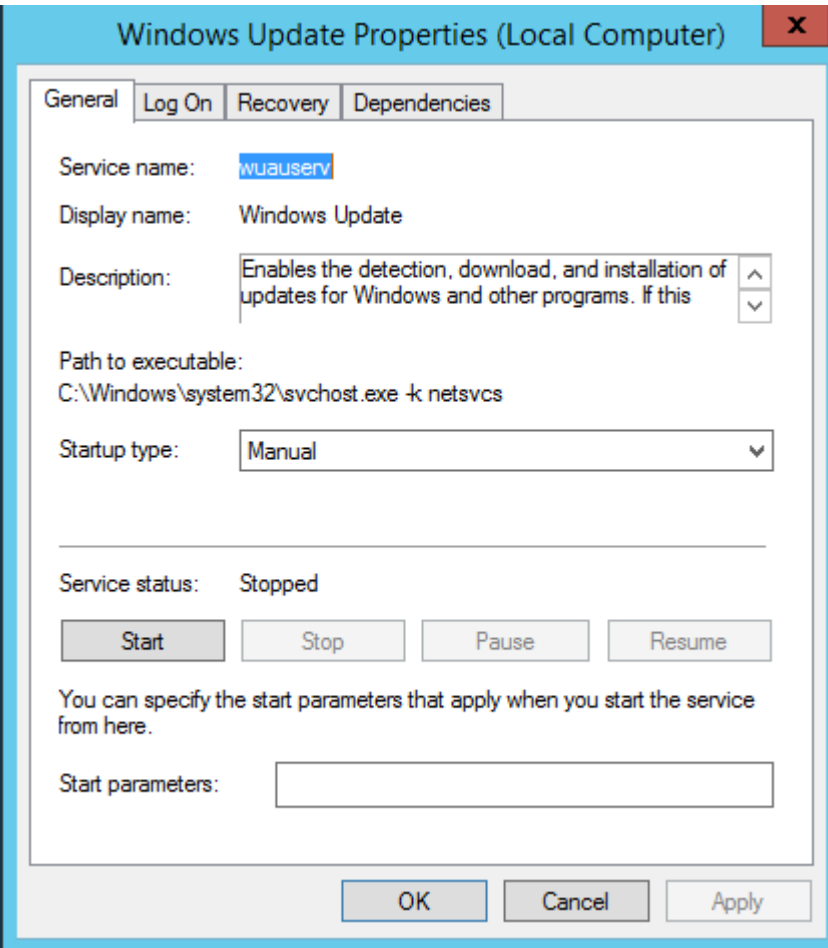 Windows Update Properties (Local Computer)
x
General Log On Recovery Dependencies
Service name: wuauserv
Display name: Windows Update
Description: Enables the detection, download, and installation of
updates for Windows and other programs. If this
Path to executable:
C:\Windows\system32\svchost.exe -k netsvcs
Startup type: Manual
Service status: Stopped
Start Stop Pause Resume
You can specify the start parameters that apply when you start the service
from here.
Start parameters:
OK Cancel Apply